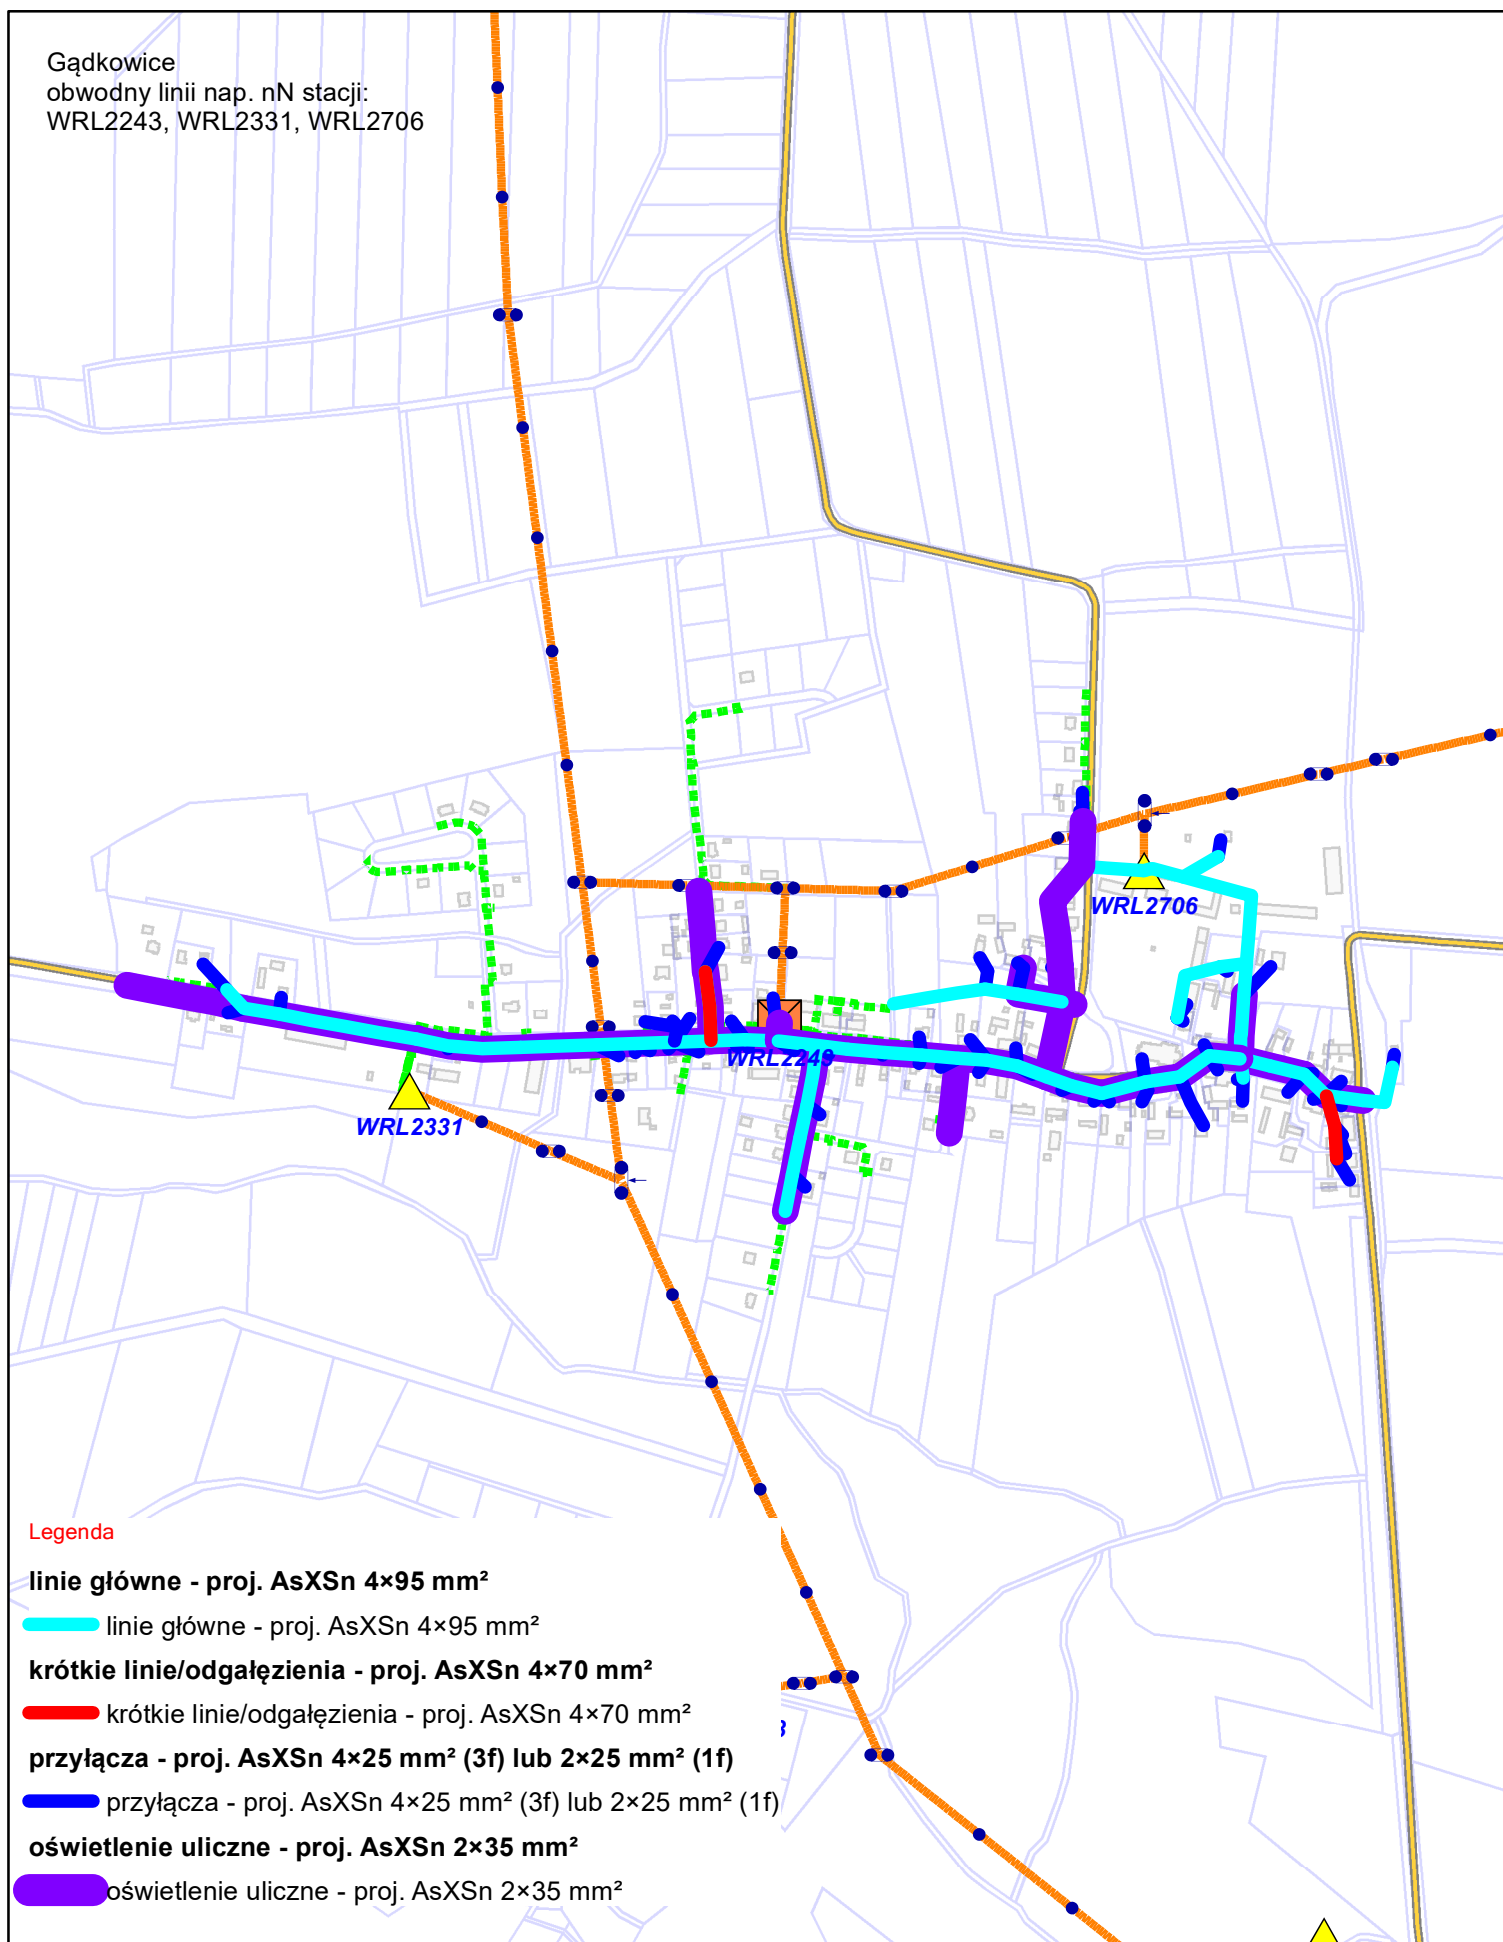 Gądkowice
obwodny linii nap. nN stacji:
WRL2243, WRL2331, WRL2706
WRL2706
WRL2243
WRL2331
Legenda
linie główne - proj. AsXSn 4×95 mm²
linie główne - proj. AsXSn 4×95 mm²
krótkie linie/odgałęzienia - proj. AsXSn 4×70 mm²
krótkie linie/odgałęzienia - proj. AsXSn 4×70 mm²
przyłącza - proj. AsXSn 4×25 mm² (3f) lub 2×25 mm² (1f)
przyłącza - proj. AsXSn 4×25 mm² (3f) lub 2×25 mm² (1f)
oświetlenie uliczne - proj. AsXSn 2×35 mm²
oświetlenie uliczne - proj. AsXSn 2×35 mm²